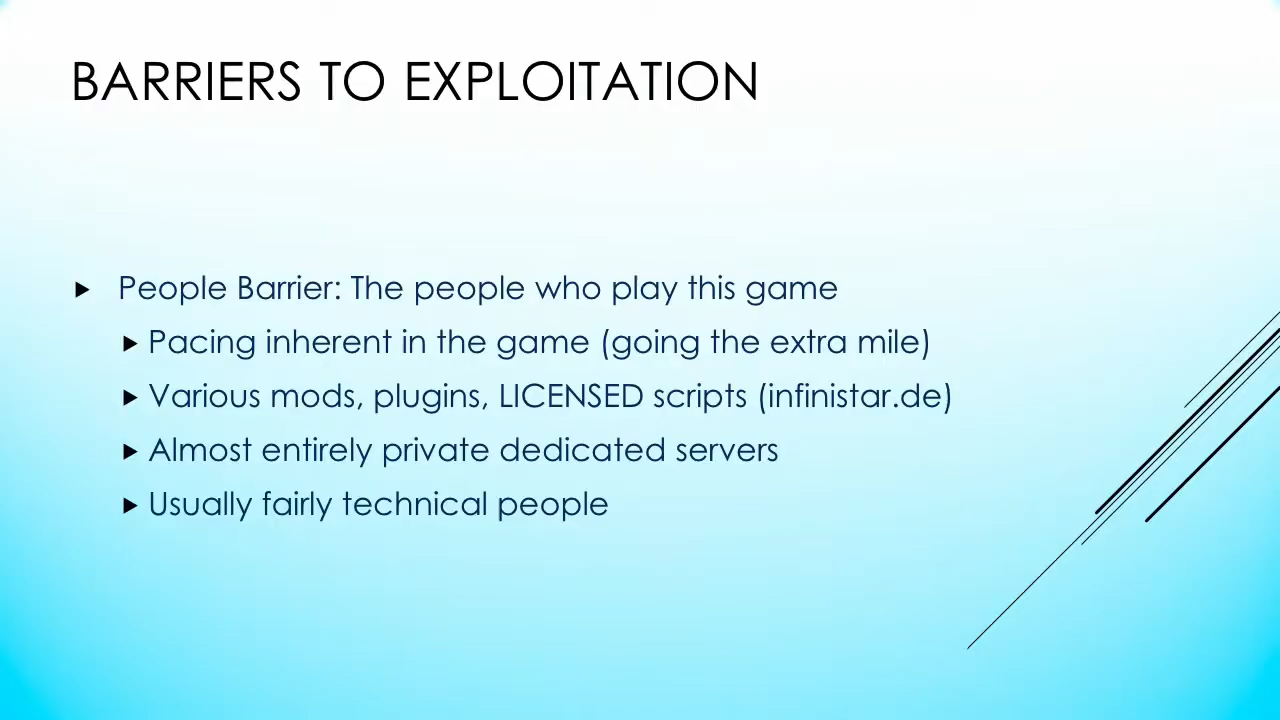 BARRIERS TO EXPLOITATION
People Barrier: The people who play this game
Pacing inherent in the game (going the extra mile)
Various mods, plugins, LICENSED scripts (infinistar.de)
Almost entirely private dedicated servers
Usually fairly technical people